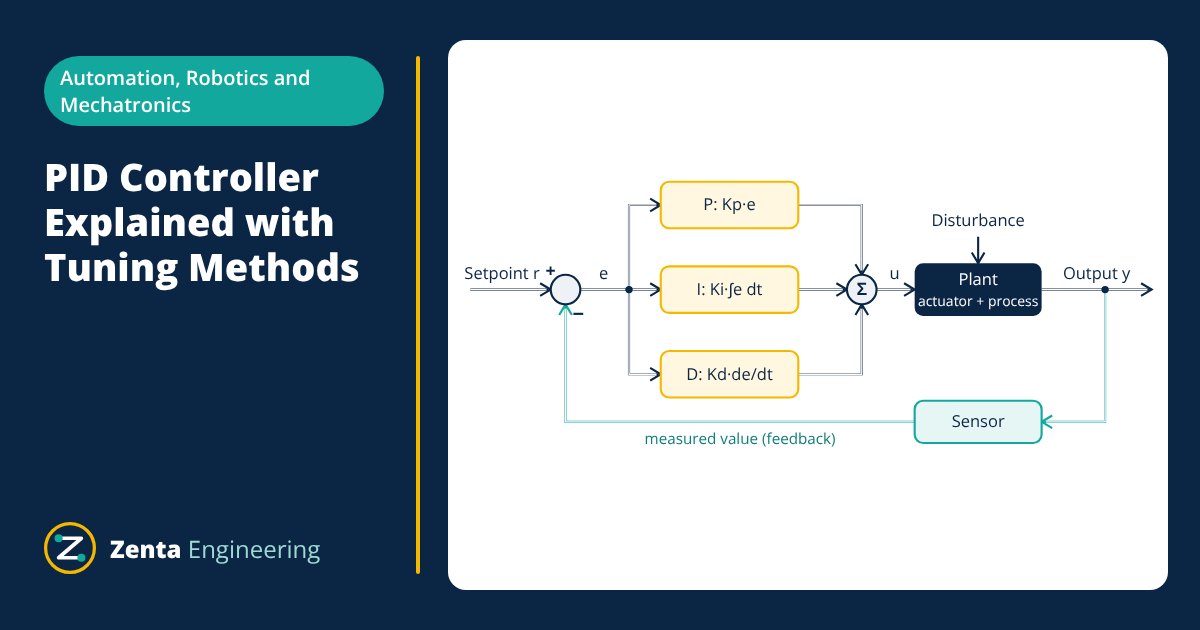 Automation, Robotics and
Mechatronics
PID Controller
Explained with
Tuning Methods
Zenta Engineering
P: Kp·e
Disturbance
Setpoint r +
e
I: Ki·∫e dt
Σ
u
Plant
actuator + process
Output y
−
D: Kd·de/dt
Sensor
measured value (feedback)